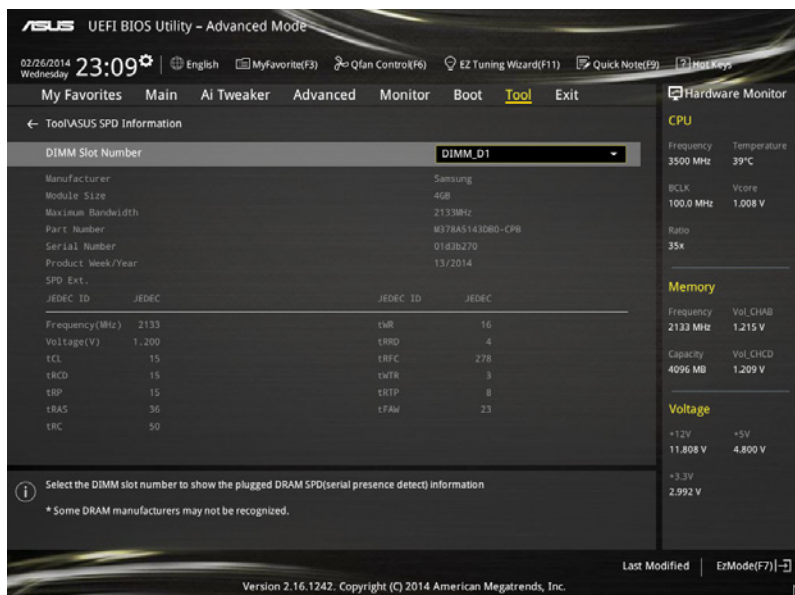 ASUS UEFI BIOS Utility – Advanced Mode
02/26/2014 Wednesday 23:09 English MyFavorite(F3) Qfan Control(F6) EZ Tuning Wizard(F11) Quick Note(F9) ? Hot Keys
My Favorites Main Ai Tweaker Advanced Monitor Boot Tool Exit
← Tool\ASUS SPD Information
DIMM Slot Number DIMM_D1
Manufacturer Samsung
Module Size 4GB
Maximum Bandwidth 2133MHz
Part Number M378A5143DB0-CPB
Serial Number 01d3b270
Product Week/Year 13/2014
SPD Ext.
JEDEC ID JEDEC JEDEC ID JEDEC
Frequency(MHz) 2133 tWR 16
Voltage(V) 1.200 tRRD 4
tCL 15 tRFC 278
tRCD 15 tWTR 3
tRP 15 tRTP 8
tRAS 36 tFAW 23
tRC 50
Select the DIMM slot number to show the plugged DRAM SPD(serial presence detect) information
* Some DRAM manufacturers may not be recognized.
Hardware Monitor
CPU
Frequency Temperature
3500 MHz 39°C
BCLK Vcore
100.0 MHz 1.008 V
Ratio
35x
Memory
Frequency Vol_CHAB
2133 MHz 1.215 V
Capacity Vol_CHCD
4096 MB 1.209 V
Voltage
+12V +5V
11.808 V 4.800 V
+3.3V
2.992 V
Last Modified EzMode(F7)
Version 2.16.1242. Copyright (C) 2014 American Megatrends, Inc.